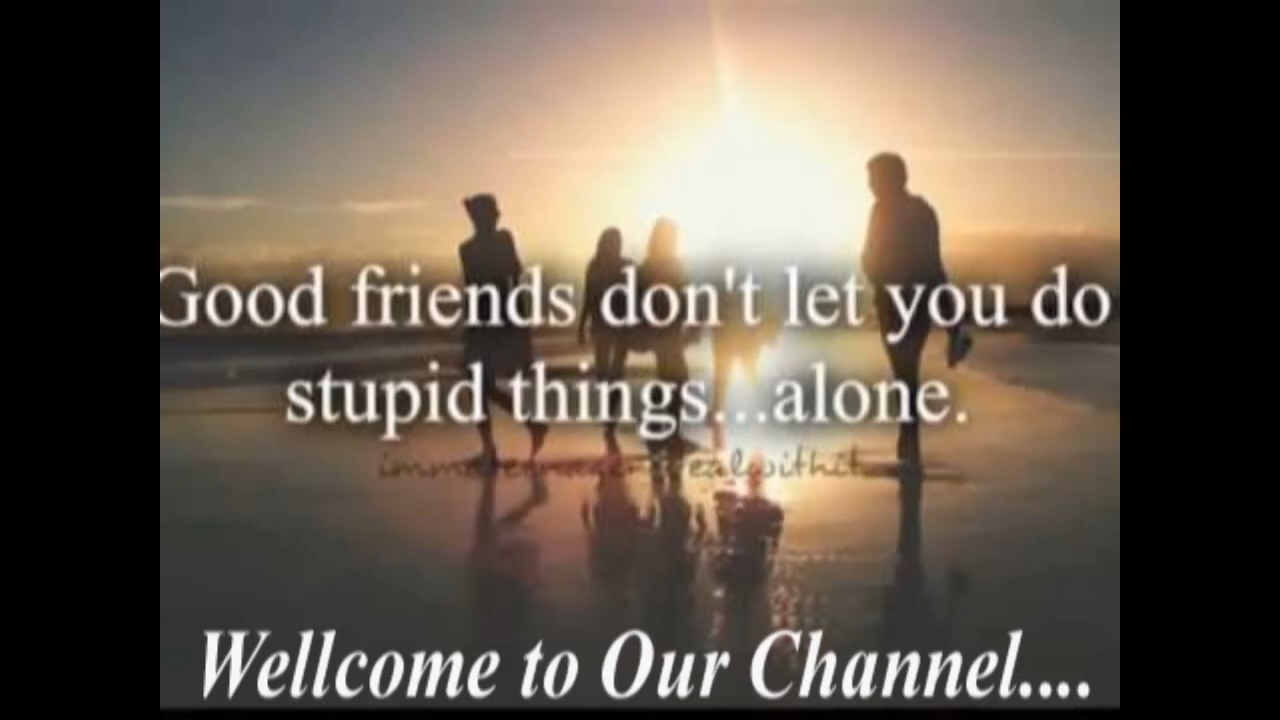 Good friends don't let you do
stupid things...alone.
Wellcome to Our Channel....